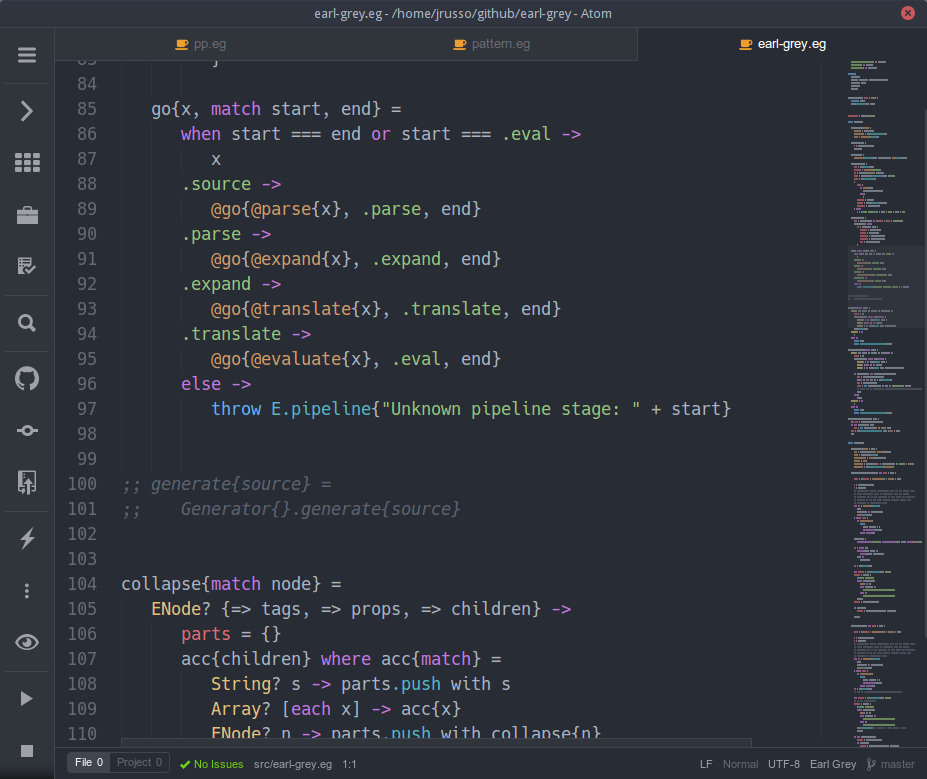 earl-grey.eg - /home/jrusso/github/earl-grey - Atom
pp.eg pattern.eg earl-grey.eg
83 }
84
85 go{x, match start, end} =
86 when start === end or start === .eval ->
87 x
88 .source ->
89 @go{@parse{x}, .parse, end}
90 .parse ->
91 @go{@expand{x}, .expand, end}
92 .expand ->
93 @go{@translate{x}, .translate, end}
94 .translate ->
95 @go{@evaluate{x}, .eval, end}
96 else ->
97 throw E.pipeline{"Unknown pipeline stage: " + start}
98
99
100 ;; generate{source} =
101 ;; Generator{}.generate{source}
102
103
104 collapse{match node} =
105 ENode? {=> tags, => props, => children} ->
106 parts = {}
107 acc{children} where acc{match} =
108 String? s -> parts.push with s
109 Array? [each x] -> acc{x}
110 ENode? n -> parts.push with collapse{n}
File 0 Project 0 No Issues src/earl-grey.eg 1:1 LF Normal UTF-8 Earl Grey master